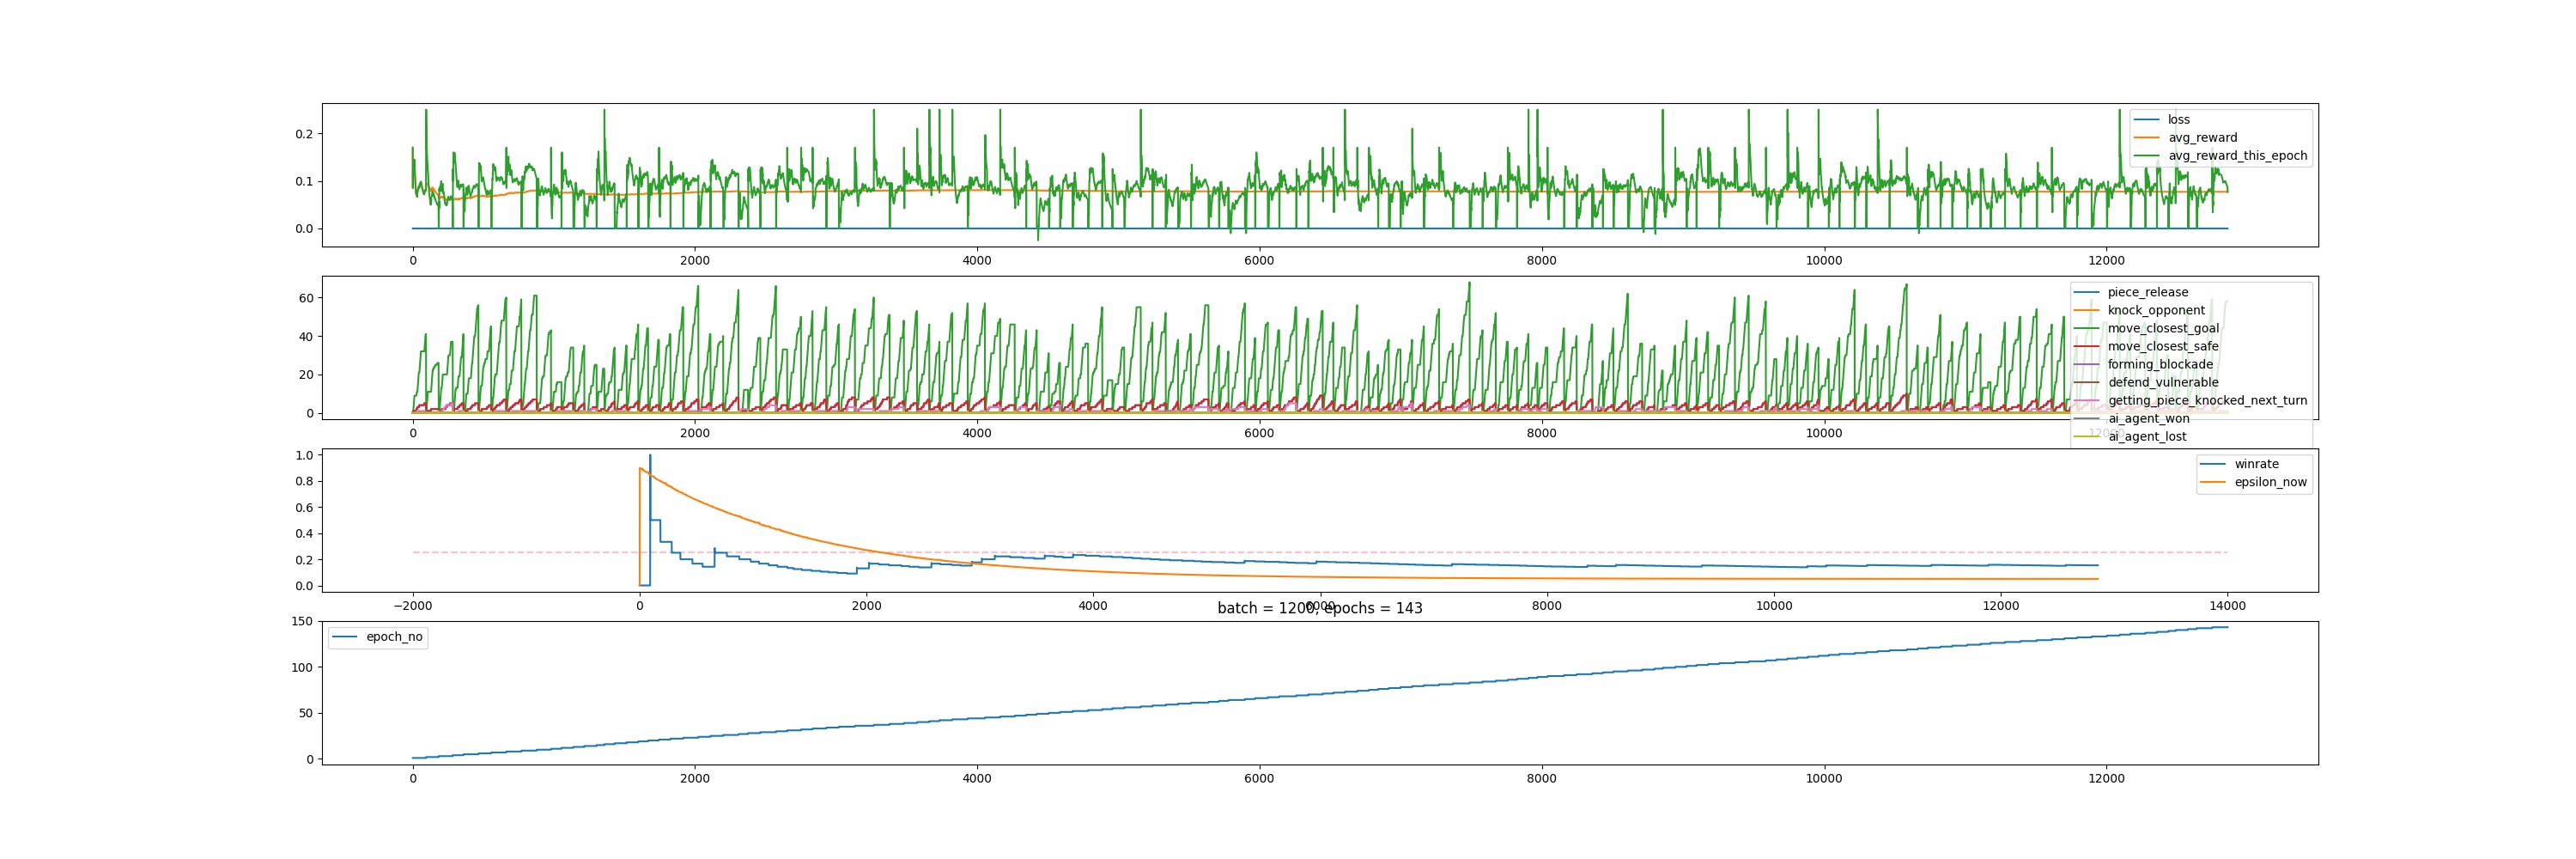 0.2
0.1
0.0
loss
avg_reward
avg_reward_this_epoch
0 2000 4000 6000 8000 10000 12000
60
40
20
0
piece_release
knock_opponent
move_closest_goal
move_closest_safe
forming_blockade
defend_vulnerable
getting_piece_knocked_next_turn
ai_agent_won
ai_agent_lost
0 2000 4000 6000 8000 10000 12000
1.0
0.8
0.6
0.4
0.2
0.0
winrate
epsilon_now
−2000 0 2000 4000 6000 8000 10000 12000 14000
batch = 1200, epochs = 143
150
100
50
0
epoch_no
0 2000 4000 6000 8000 10000 12000